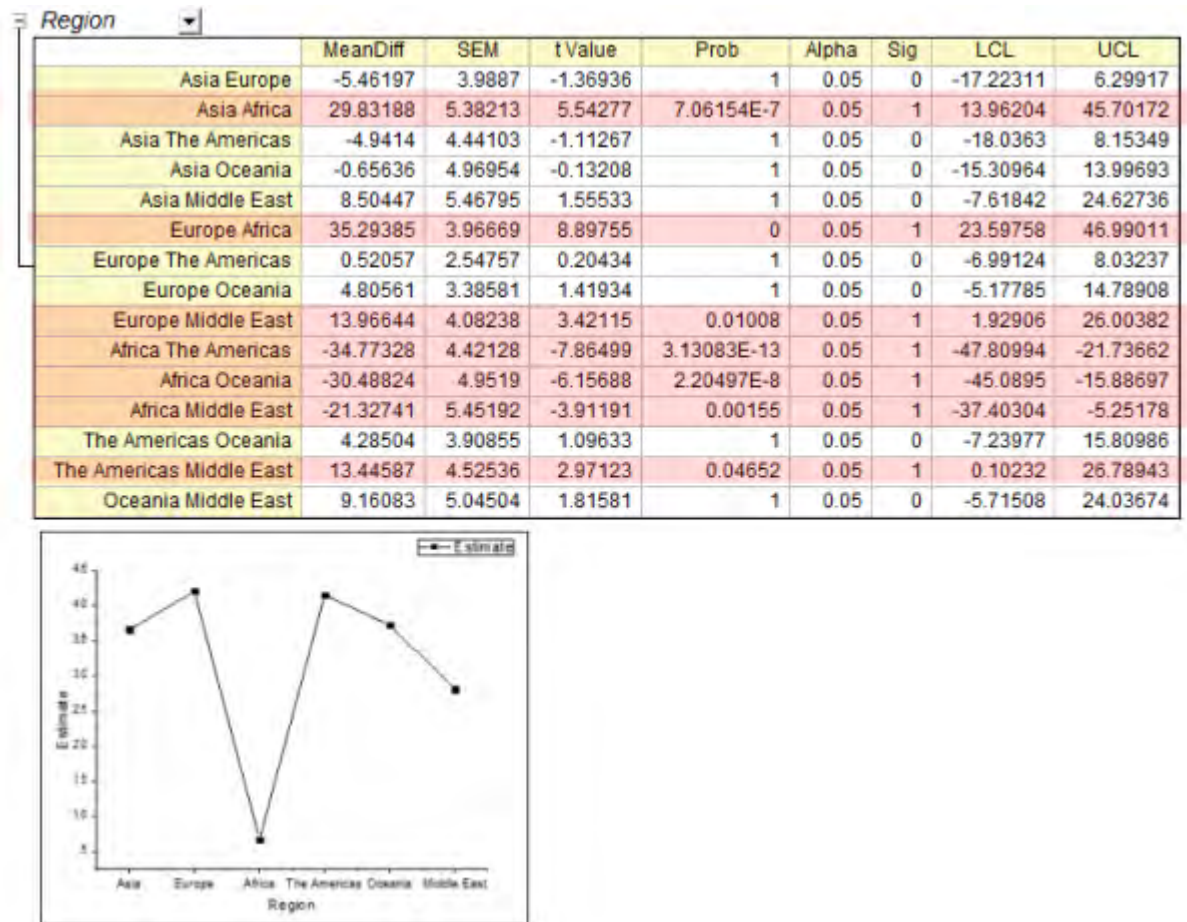 Region
MeanDiff SEM t Value Prob Alpha Sig LCL UCL
Asia Europe -5.46197 3.9887 -1.36936 1 0.05 0 -17.22311 6.29917
Asia Africa 29.83188 5.38213 5.54277 7.06154E-7 0.05 1 13.96204 45.70172
Asia The Americas -4.9414 4.44103 -1.11267 1 0.05 0 -18.0363 8.15349
Asia Oceania -0.65636 4.96954 -0.13208 1 0.05 0 -15.30964 13.99693
Asia Middle East 8.50447 5.46795 1.55533 1 0.05 0 -7.61842 24.62736
Europe Africa 35.29385 3.96669 8.89755 0 0.05 1 23.59758 46.99011
Europe The Americas 0.52057 2.54757 0.20434 1 0.05 0 -6.99124 8.03237
Europe Oceania 4.80561 3.38581 1.41934 1 0.05 0 -5.17785 14.78908
Europe Middle East 13.96644 4.08238 3.42115 0.01008 0.05 1 1.92906 26.00382
Africa The Americas -34.77328 4.42128 -7.86499 3.13083E-13 0.05 1 -47.80994 -21.73662
Africa Oceania -30.48824 4.9519 -6.15688 2.20497E-8 0.05 1 -45.0895 -15.88697
Africa Middle East -21.32741 5.45192 -3.91191 0.00155 0.05 1 -37.40304 -5.25178
The Americas Oceania 4.28504 3.90855 1.09633 1 0.05 0 -7.23977 15.80986
The Americas Middle East 13.44587 4.52536 2.97123 0.04652 0.05 1 0.10232 26.78943
Oceania Middle East 9.16083 5.04504 1.81581 1 0.05 0 -5.71508 24.03674
Estimate
45
40
35
30
25
20
15
10
5
Estimate
Asia Europe Africa The Americas Oceania Middle East
Region